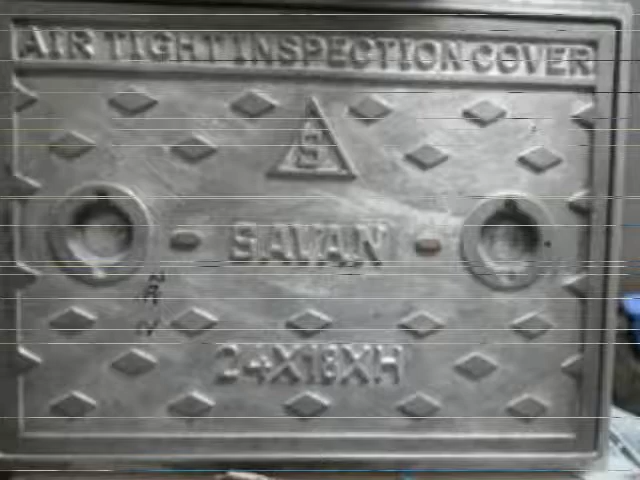 AIR TIGHT INSPECTION COVER
S
SAVAN
24X18XH